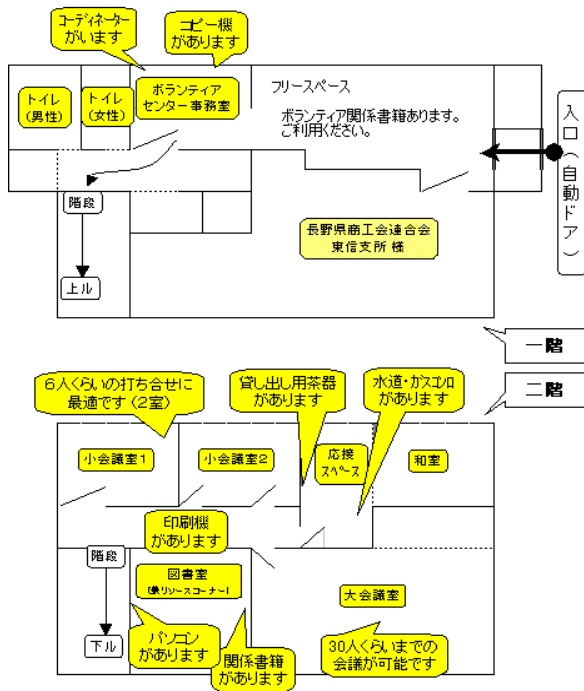 コーディネーター
がいます
コピー機
があります
トイレ
(男性)
トイレ
(女性)
ボランティア
センター事務室
フリースペース
ボランティア関係書籍あります。
ご利用ください。
入口(自動ドア)
階段
上ル
長野県商工会連合会
東信支所 様
一階
二階
6人くらいの打ち合せに
最適です(2室)
貸し出し用茶器
があります
水道・ガスコンロ
があります
小会議室1
小会議室2
応接
スペース
和室
印刷機
があります
階段
下ル
図書室
リソースコーナー)
大会議室
パソコン
があります
関係書籍
があります
30人くらいまでの
会議が可能です